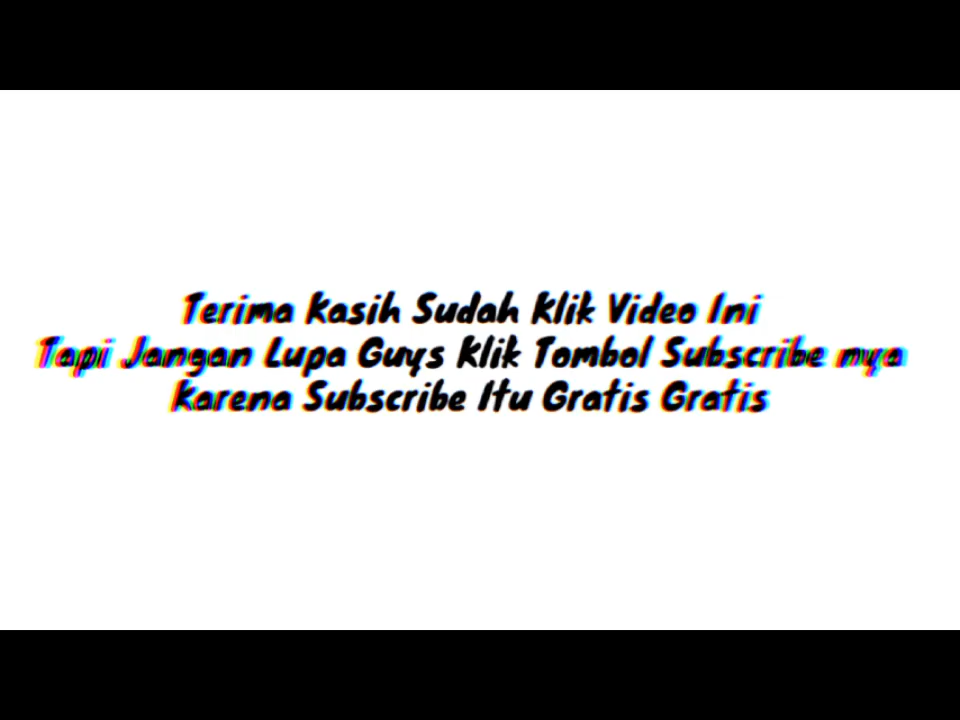 Terima Kasih Sudah Klik Video Ini
Tapi Jangan Lupa Guys Klik Tombol Subscribe nya
Karena Subscribe Itu Gratis Gratis